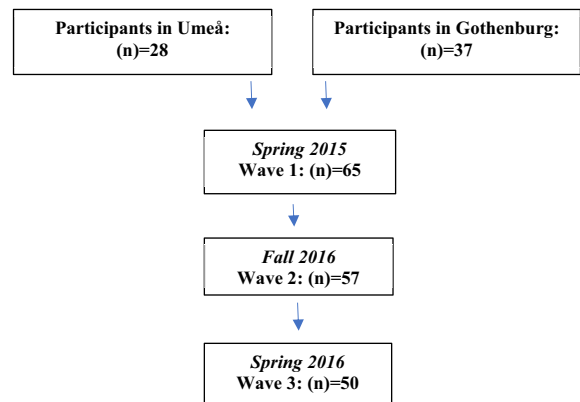 Participants in Umeå:
(n)=28
Participants in Gothenburg:
(n)=37
Spring 2015
Wave 1: (n)=65
Fall 2016
Wave 2: (n)=57
Spring 2016
Wave 3: (n)=50